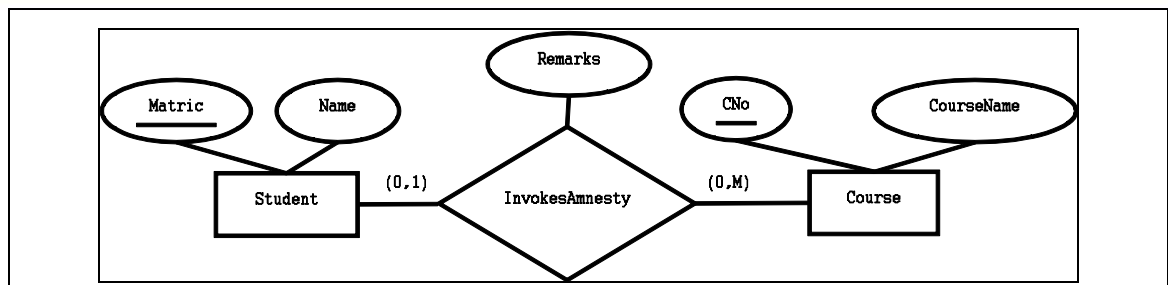 Remarks
Matric
Name
CNo
CourseName
Student
(0,1)
InvokesAmnesty
(0,M)
Course